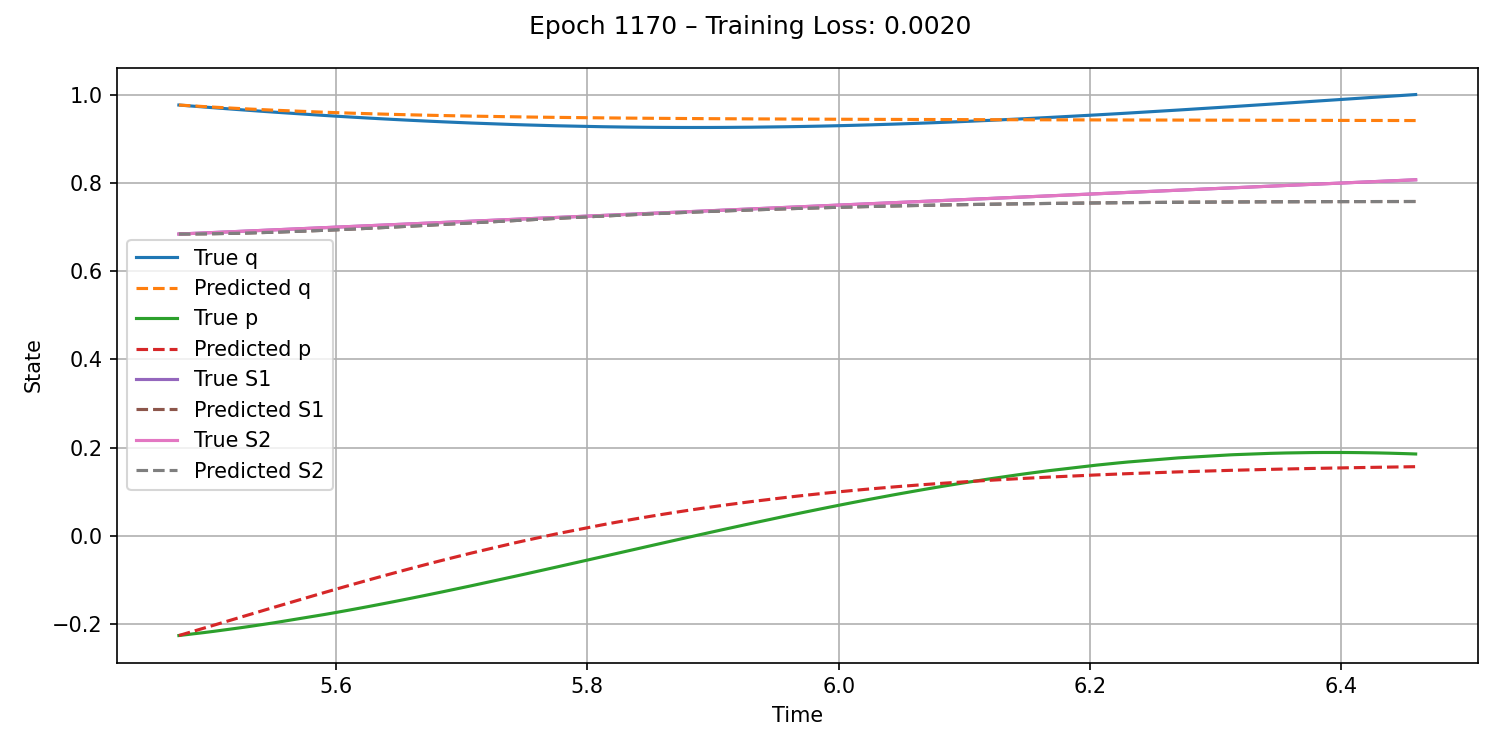 Epoch 1170 – Training Loss: 0.0020
1.0
0.8
0.6
0.4
0.2
0.0
−0.2
State
True q
Predicted q
True p
Predicted p
True S1
Predicted S1
True S2
Predicted S2
5.6 5.8 6.0 6.2 6.4
Time